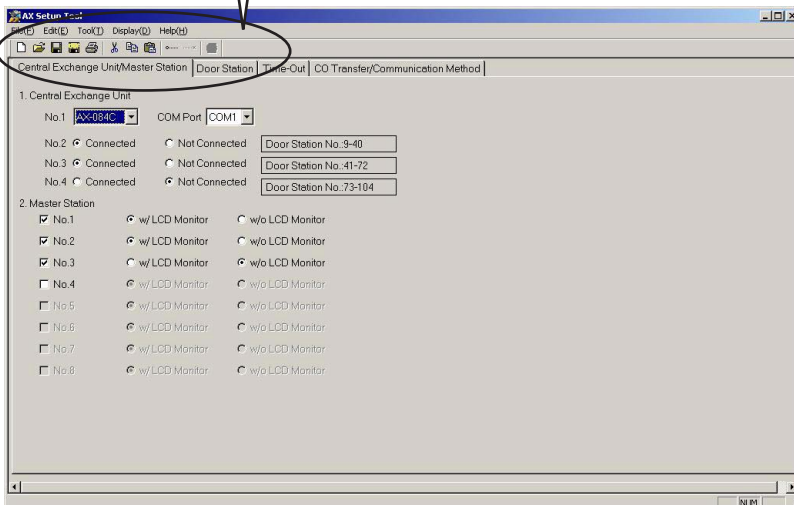 AX Setup Tool
File(F) Edit(E) Tool(T) Display(D) Help(H)
Central Exchange Unit/Master Station Door Station Time-Out CO Transfer/Communication Method
1. Central Exchange Unit
No.1 AX-084C COM Port COM1
No.2 Connected Not Connected Door Station No.:9-40
No.3 Connected Not Connected Door Station No.:41-72
No.4 Connected Not Connected Door Station No.:73-104
2. Master Station
No.1 w/ LCD Monitor w/o LCD Monitor
No.2 w/ LCD Monitor w/o LCD Monitor
No.3 w/ LCD Monitor w/o LCD Monitor
No.4 w/ LCD Monitor w/o LCD Monitor
No.5 w/ LCD Monitor w/o LCD Monitor
No.6 w/ LCD Monitor w/o LCD Monitor
No.7 w/ LCD Monitor w/o LCD Monitor
No.8 w/ LCD Monitor w/o LCD Monitor
NUM